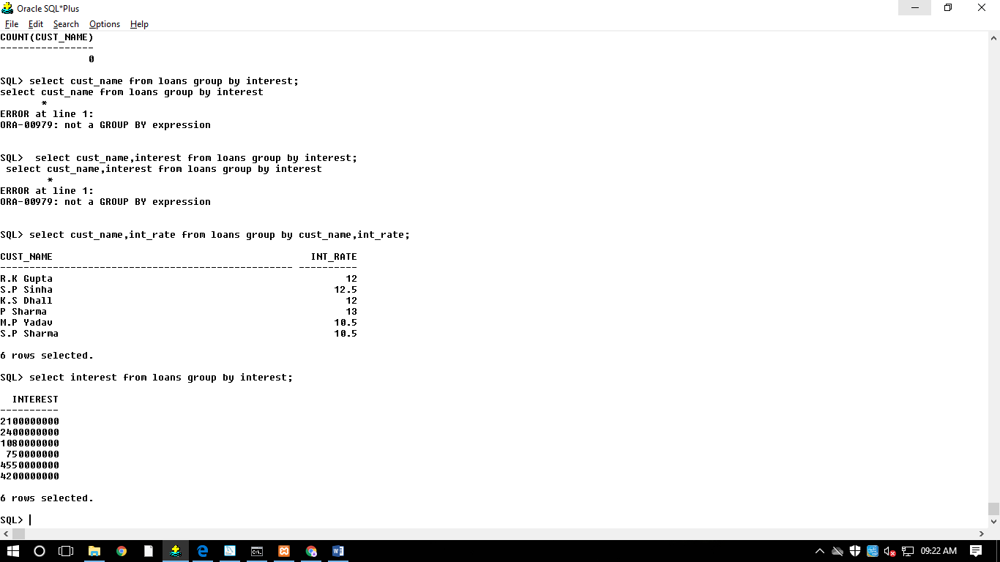 Oracle SQL*Plus
File Edit Search Options Help
COUNT(CUST_NAME)
----------------
               0

SQL> select cust_name from loans group by interest;
select cust_name from loans group by interest
       *
ERROR at line 1:
ORA-00979: not a GROUP BY expression


SQL>  select cust_name,interest from loans group by interest;
 select cust_name,interest from loans group by interest
        *
ERROR at line 1:
ORA-00979: not a GROUP BY expression


SQL> select cust_name,int_rate from loans group by cust_name,int_rate;

CUST_NAME                                            INT_RATE
-------------------------------------------------- ----------
R.K Gupta                                                  12
S.P Sinha                                                12.5
K.S Dhall                                                  12
P Sharma                                                   13
M.P Yadav                                                10.5
S.P Sharma                                               10.5

6 rows selected.

SQL> select interest from loans group by interest;

  INTEREST
----------
2100000000
2400000000
1080000000
 750000000
4550000000
4200000000

6 rows selected.

SQL>
09:22 AM